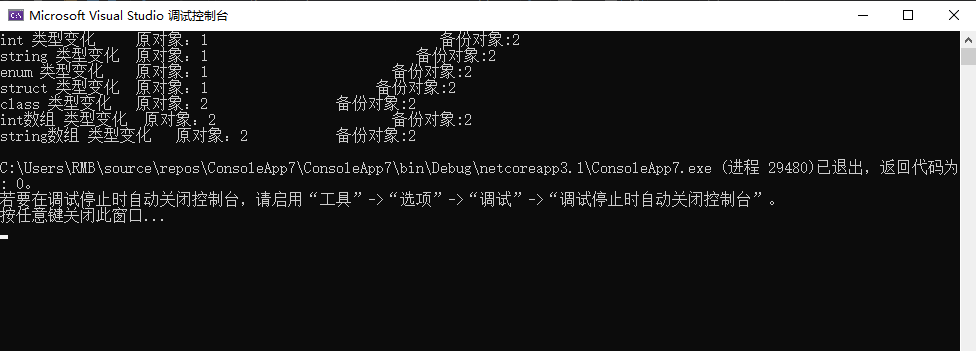 Microsoft Visual Studio 调试控制台
int 类型变化     原对象：1                             备份对象:2
string 类型变化  原对象：1                          备份对象:2
enum 类型变化    原对象：1                       备份对象:2
struct 类型变化  原对象：1                     备份对象:2
class 类型变化   原对象：2                备份对象:2
int数组 类型变化  原对象：2                      备份对象:2
string数组 类型变化   原对象：2           备份对象:2
C:\Users\RMB\source\repos\ConsoleApp7\ConsoleApp7\bin\Debug\netcoreapp3.1\ConsoleApp7.exe (进程 29480)已退出，返回代码为
: 0。
若要在调试停止时自动关闭控制台，请启用“工具”->“选项”->“调试”->“调试停止时自动关闭控制台”。
按任意键关闭此窗口...